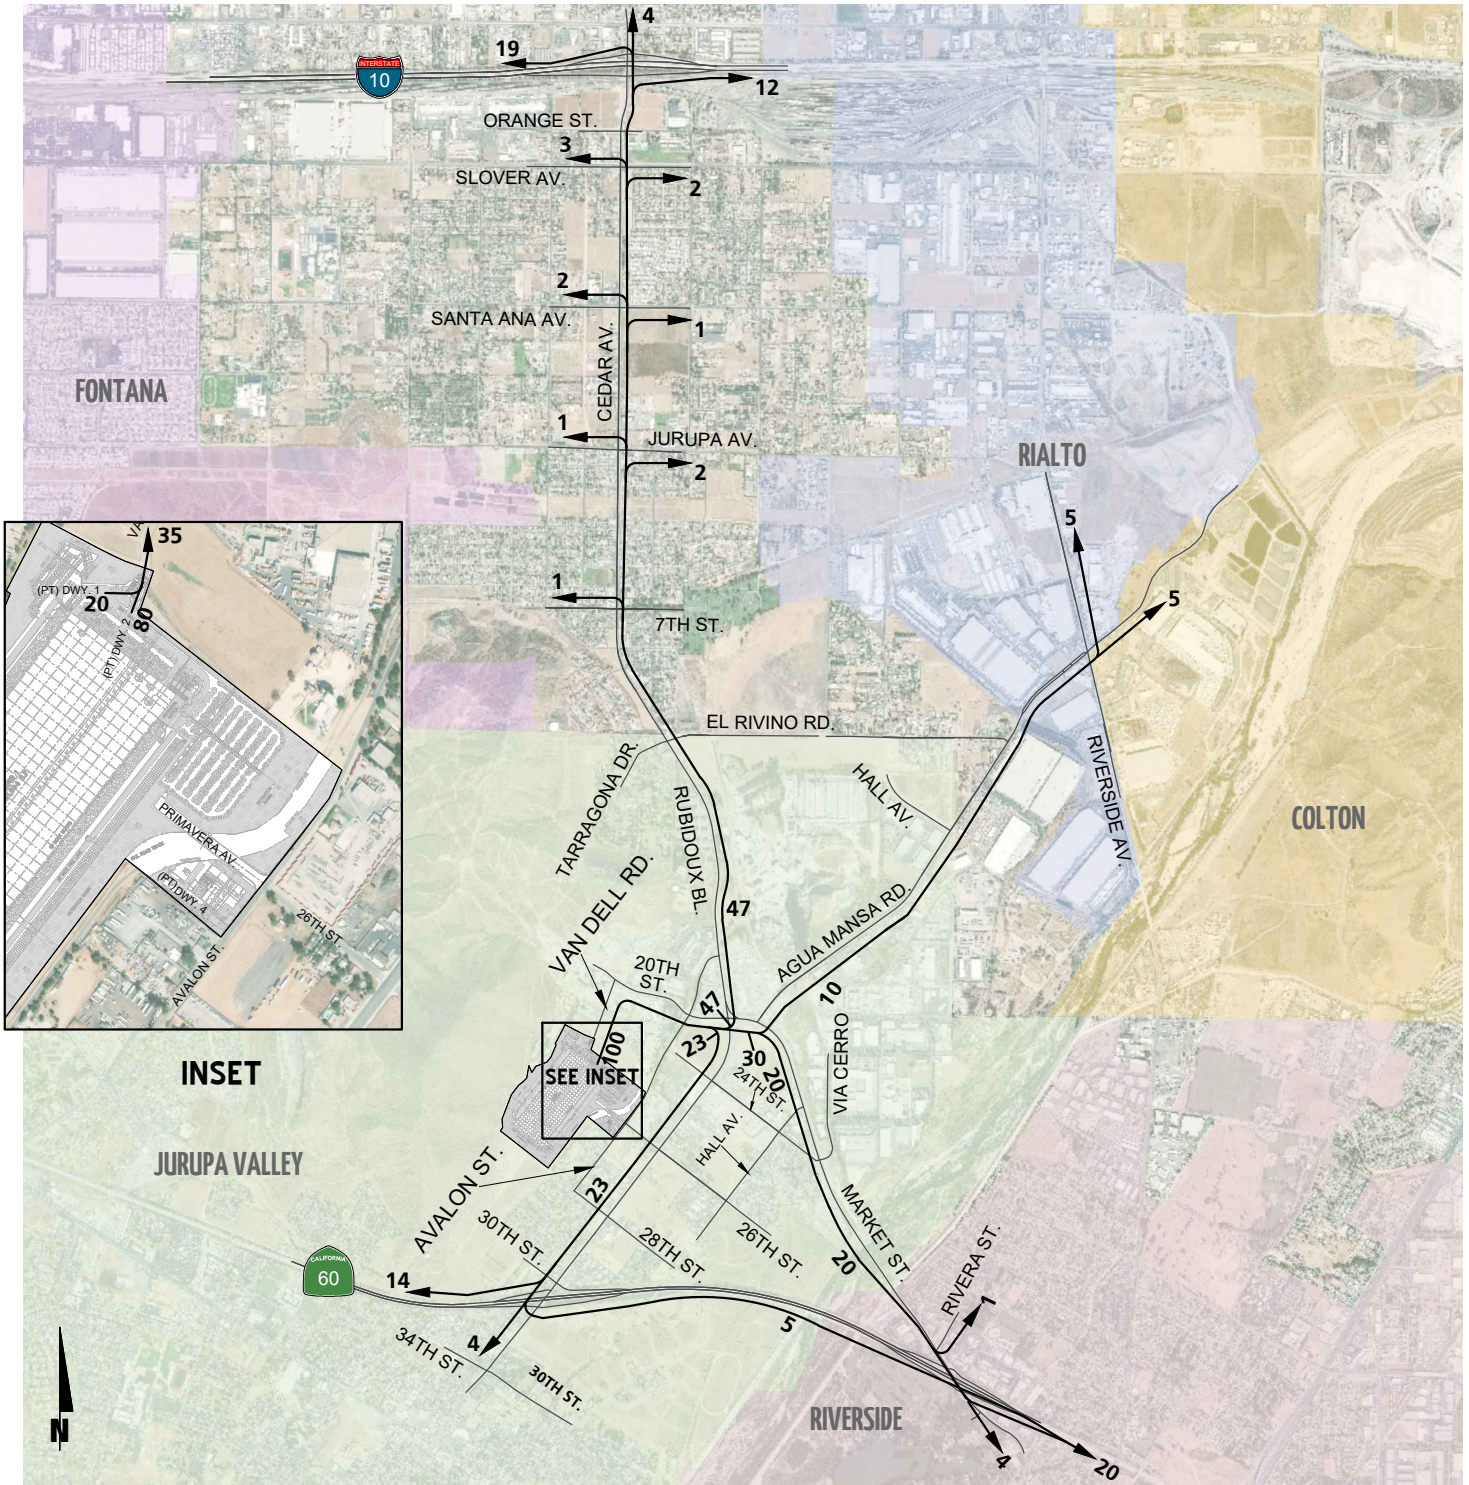 4
19
INTERSTATE
10
12
ORANGE ST.
3
SLOVER AV.
2
2
SANTA ANA AV.
1
CEDAR AV.
FONTANA
1
JURUPA AV.
2
RIALTO
5
35
(PT) DWY. 1
20
80
(PT) DWY. 2
1
7TH ST.
5
EL RIVINO RD.
TARRAGONA DR.
RUBIDOUX BL.
HALL AV.
RIVERSIDE AV.
COLTON
PRIMAVERA AV
(PT) DWY. 4
26TH ST.
AVALON ST.
VAN DELL RD.
47
AGUA MANSA RD.
20TH
ST.
10
47
23
30
20
24TH ST.
VIA CERRO
100
SEE INSET
INSET
HALL AV.
JURUPA VALLEY
AVALON ST.
23
30TH ST.
28TH ST.
26TH ST.
MARKET ST.
20
RIVERA ST.
1
CALIFORNIA
60
14
4
5
34TH ST.
30TH ST.
RIVERSIDE
4
20
N